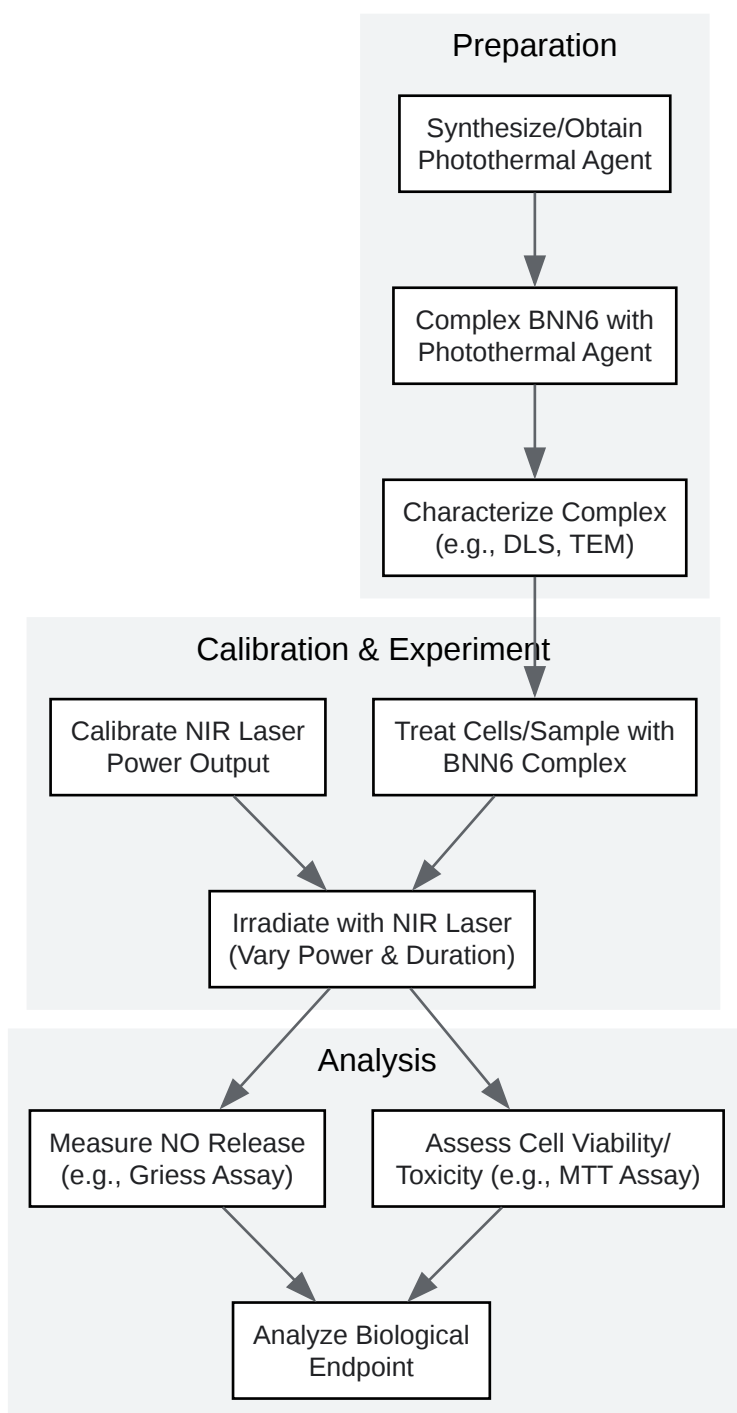 Preparation
Synthesize/Obtain
Photothermal Agent
Complex BNN6 with
Photothermal Agent
Characterize Complex
(e.g., DLS, TEM)
Calibration & Experiment
Calibrate NIR Laser
Power Output
Treat Cells/Sample with
BNN6 Complex
Irradiate with NIR Laser
(Vary Power & Duration)
Analysis
Measure NO Release
(e.g., Griess Assay)
Assess Cell Viability/
Toxicity (e.g., MTT Assay)
Analyze Biological
Endpoint